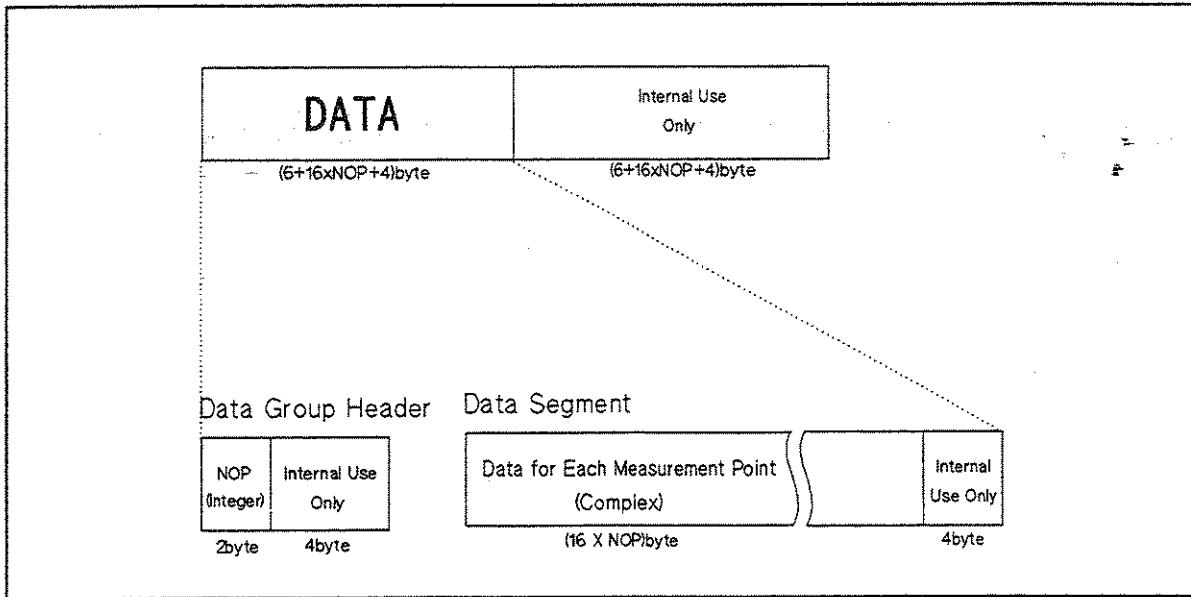 DATA
Internal Use
Only
(6+16xNOP+4)byte
(6+16xNOP+4)byte
Data Group Header
Data Segment
NOP
(Integer)
Internal Use
Only
Data for Each Measurement Point
(Complex)
Internal
Use Only
2byte
4byte
(16 X NOP)byte
4byte